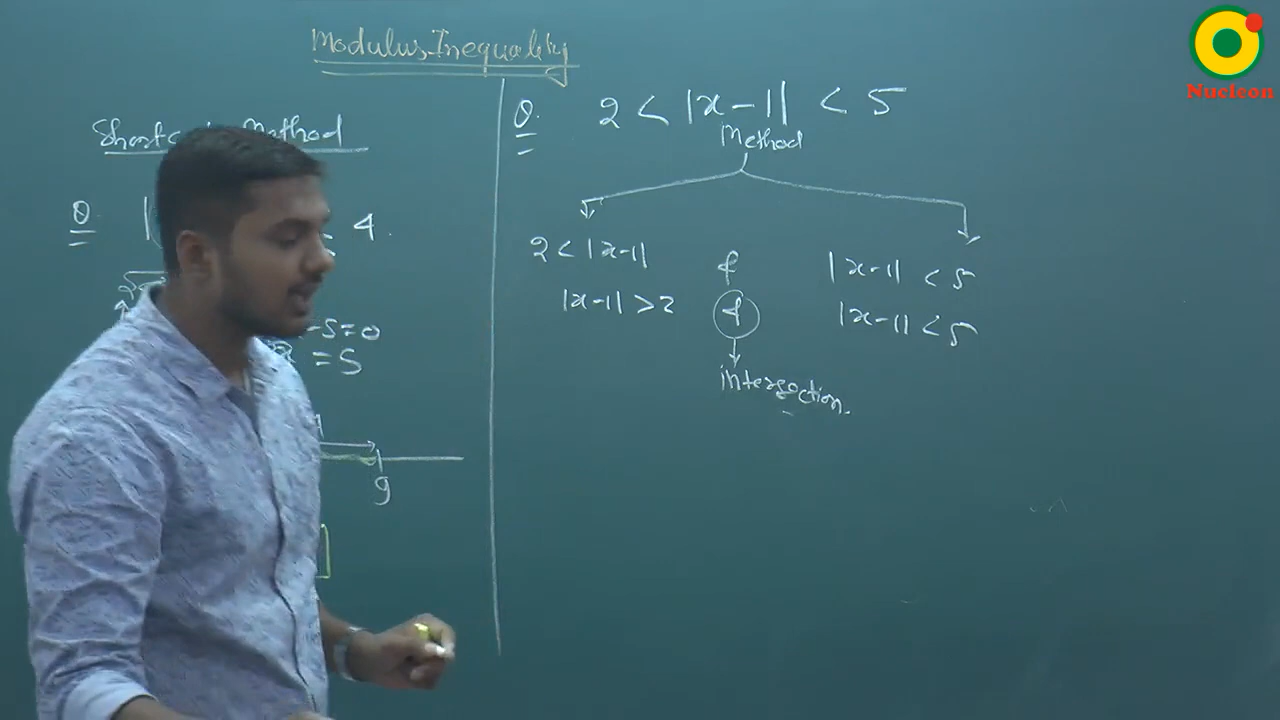 Modulus Inequality
Method
Q. | 4.
-5=0
=5
9
Q. 2 < |x-1| < 5
Method
2 < |x-1| & |x-1| < 5
|x-1| > 2 & |x-1| < 5
intersection.
Nucleon